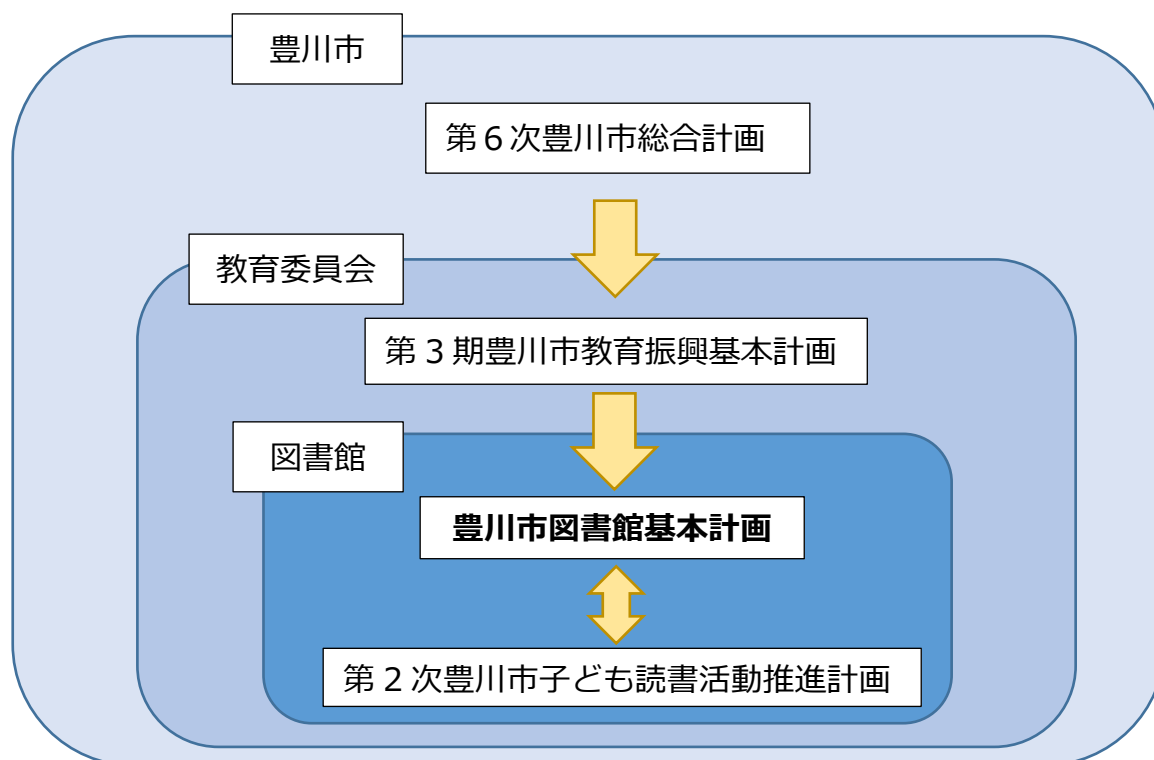 豊川市
第６次豊川市総合計画
教育委員会
第３期豊川市教育振興基本計画
図書館
豊川市図書館基本計画
第２次豊川市子ども読書活動推進計画